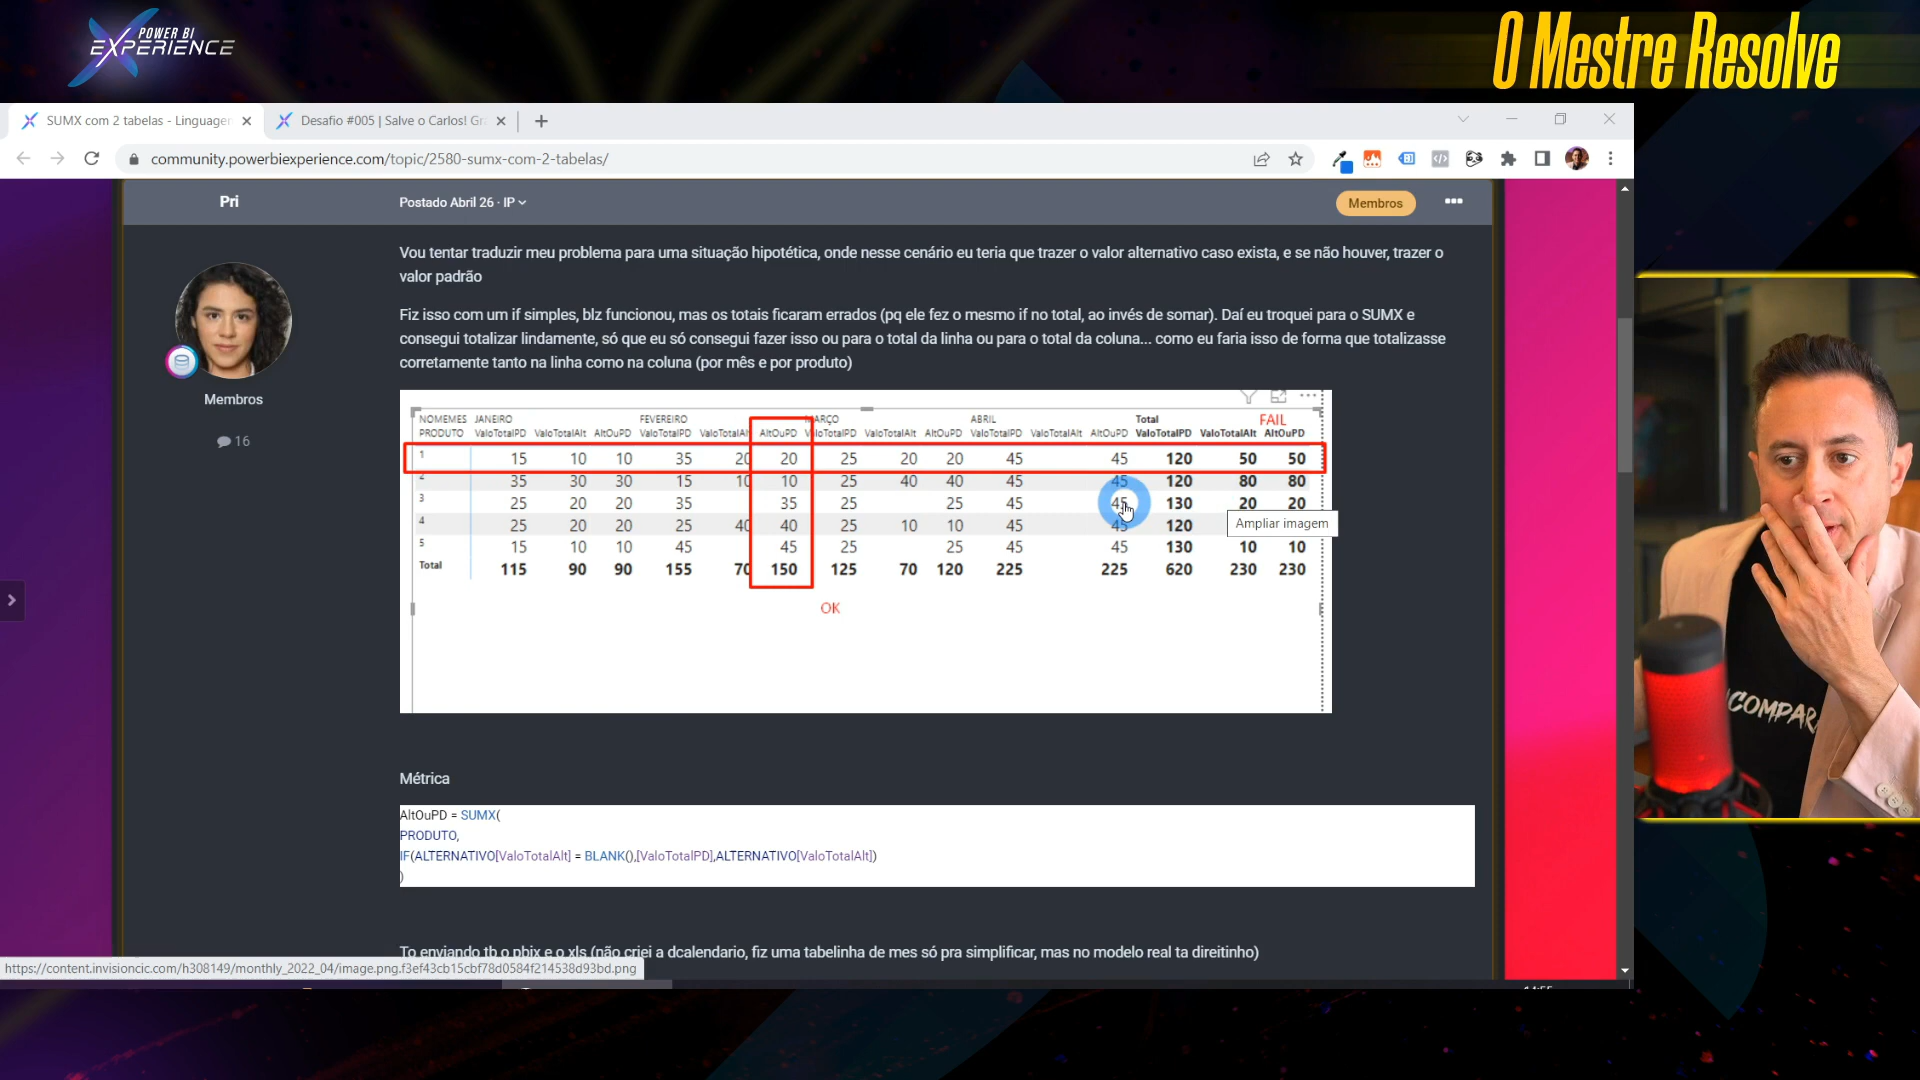 POWER BI
EXPERIENCE
O Mestre Resolve
SUMX com 2 tabelas - Linguagen
Desafio #005 | Salve o Carlos! Gr
community.powerbiexperience.com/topic/2580-sumx-com-2-tabelas/
Pri
Postado Abril 26 · IP
Membros
Vou tentar traduzir meu problema para uma situação hipotética, onde nesse cenário eu teria que trazer o valor alternativo caso exista, e se não houver, trazer o
valor padrão
Fiz isso com um if simples, blz funcionou, mas os totais ficaram errados (pq ele fez o mesmo if no total, ao invés de somar). Daí eu troquei para o SUMX e
consegui totalizar lindamente, só que eu só consegui fazer isso ou para o total da linha ou para o total da coluna... como eu faria isso de forma que totalizasse
corretamente tanto na linha como na coluna (por mês e por produto)
Membros
16
NOMEMES JANEIRO FEVEREIRO MARÇO ABRIL Total FAIL
PRODUTO ValoTotalPD ValoTotalAlt AltOuPD ValoTotalPD ValoTotalAlt AltOuPD ValoTotalPD ValoTotalAlt AltOuPD ValoTotalPD ValoTotalAlt AltOuPD ValoTotalPD ValoTotalAlt AltOuPD
1 15 10 10 35 20 20 25 20 20 45 45 120 50 50
2 35 30 30 15 10 10 25 40 40 45 45 120 80 80
3 25 20 20 35 35 25 25 45 45 130 20 20
4 25 20 20 25 40 40 25 10 10 45 45 120
5 15 10 10 45 45 25 25 45 45 130 10 10
Total 115 90 90 155 70 150 125 70 120 225 225 620 230 230
Ampliar imagem
OK
Métrica
AltOuPD = SUMX(
PRODUTO,
IF(ALTERNATIVO[ValoTotalAlt] = BLANK(),[ValoTotalPD],ALTERNATIVO[ValoTotalAlt])
)
To enviando tb o pbix e o xls (não criei a dcalendario, fiz uma tabelinha de mes só pra simplificar, mas no modelo real ta direitinho)
https://content.invisioncic.com/h308149/monthly_2022_04/image.png.f3ef43cb15cbf78d0584f214538d93bd.png
COMPAR